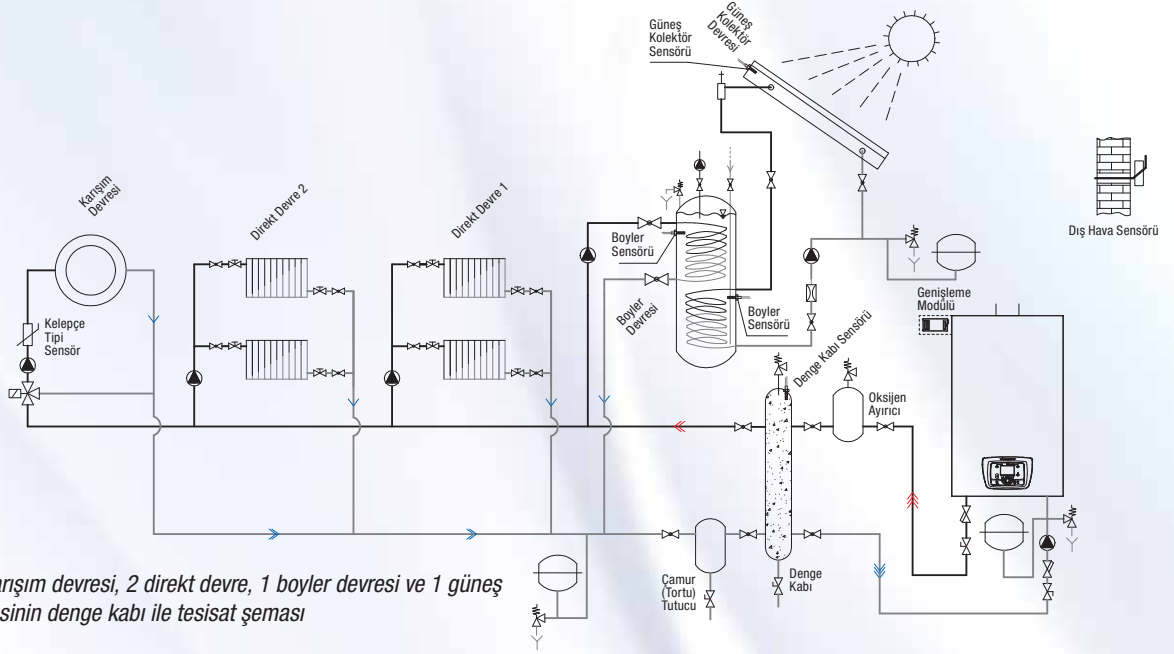 Güneş
Kolektör
Devresi
Güneş
Kolektör
Sensörü
Karışım
Devresi
Direkt Devre 2
Direkt Devre 1
Boyler
Sensörü
Boyler
Devresi
Boyler
Sensörü
Dış Hava Sensörü
Genişleme
Modülü
Kelepçe
Tipi
Sensör
Denge Kabı Sensörü
Oksijen
Ayırıcı
Çamur
(Tortu)
Tutucu
Denge
Kabı
arışım devresi, 2 direkt devre, 1 boyler devresi ve 1 güneş
sinin denge kabı ile tesisat şeması